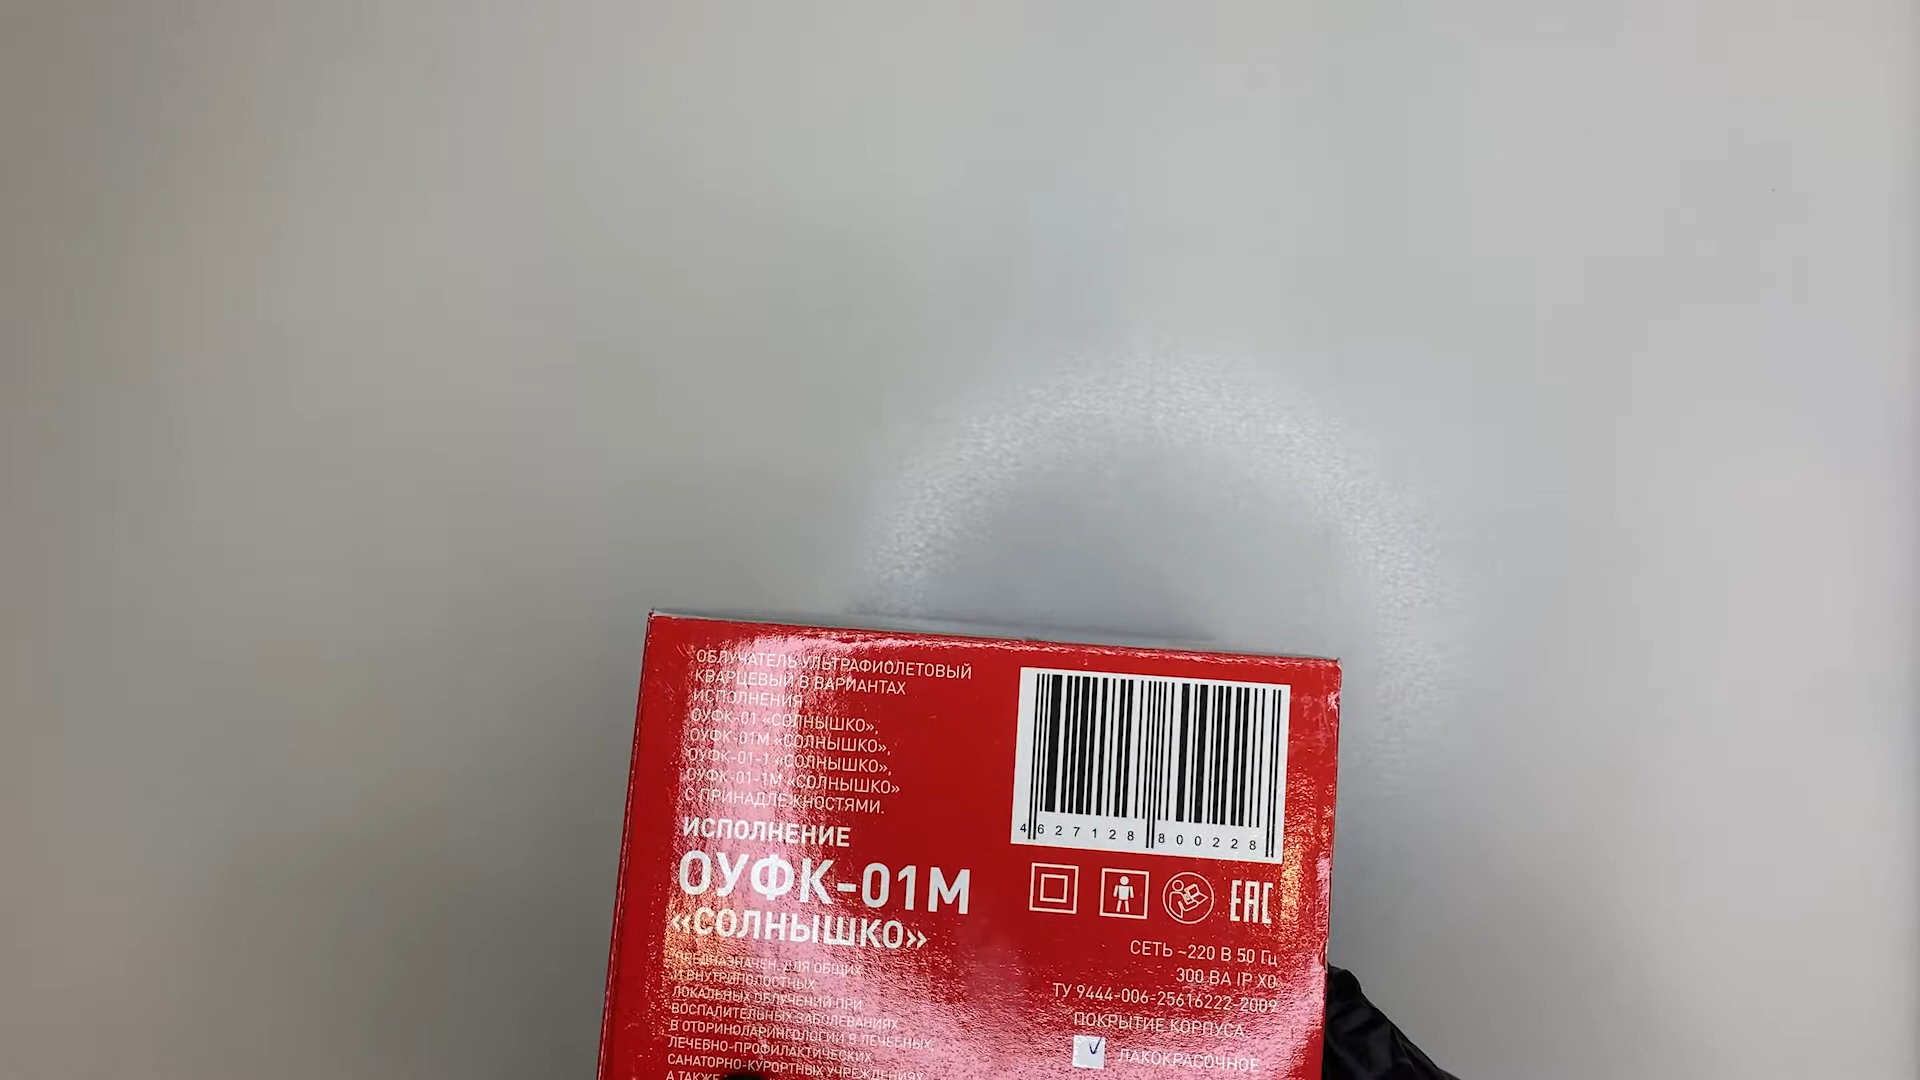 ОБЛУЧАТЕЛЬ УЛЬТРАФИОЛЕТОВЫЙ
КВАРЦЕВЫЙ В ВАРИАНТАХ
ИСПОЛНЕНИЯ
ОУФК-01 «СОЛНЫШКО»,
ОУФК-01М «СОЛНЫШКО»,
ОУФК-01-1 «СОЛНЫШКО»,
ОУФК-01-1М «СОЛНЫШКО»
С ПРИНАДЛЕЖНОСТЯМИ.
ИСПОЛНЕНИЕ
ОУФК-01М
«СОЛНЫШКО»
ПРЕДНАЗНАЧЕН ДЛЯ ОБЩИХ
И ВНУТРИПОЛОСТНЫХ
ЛОКАЛЬНЫХ ОБЛУЧЕНИЙ ПРИ
ВОСПАЛИТЕЛЬНЫХ ЗАБОЛЕВАНИЯХ
В ОТОРИНОЛАРИНГОЛОГИИ В ЛЕЧЕБНЫХ,
ЛЕЧЕБНО-ПРОФИЛАКТИЧЕСКИХ,
САНАТОРНО-КУРОРТНЫХ УЧРЕЖДЕНИЯХ,
А ТАКЖЕ
4 627128 800228
EAC
СЕТЬ ~220 В 50 Гц
300 ВА IP X0
ТУ 9444-006-25616222-2009
ПОКРЫТИЕ КОРПУСА:
ЛАКОКРАСОЧНОЕ